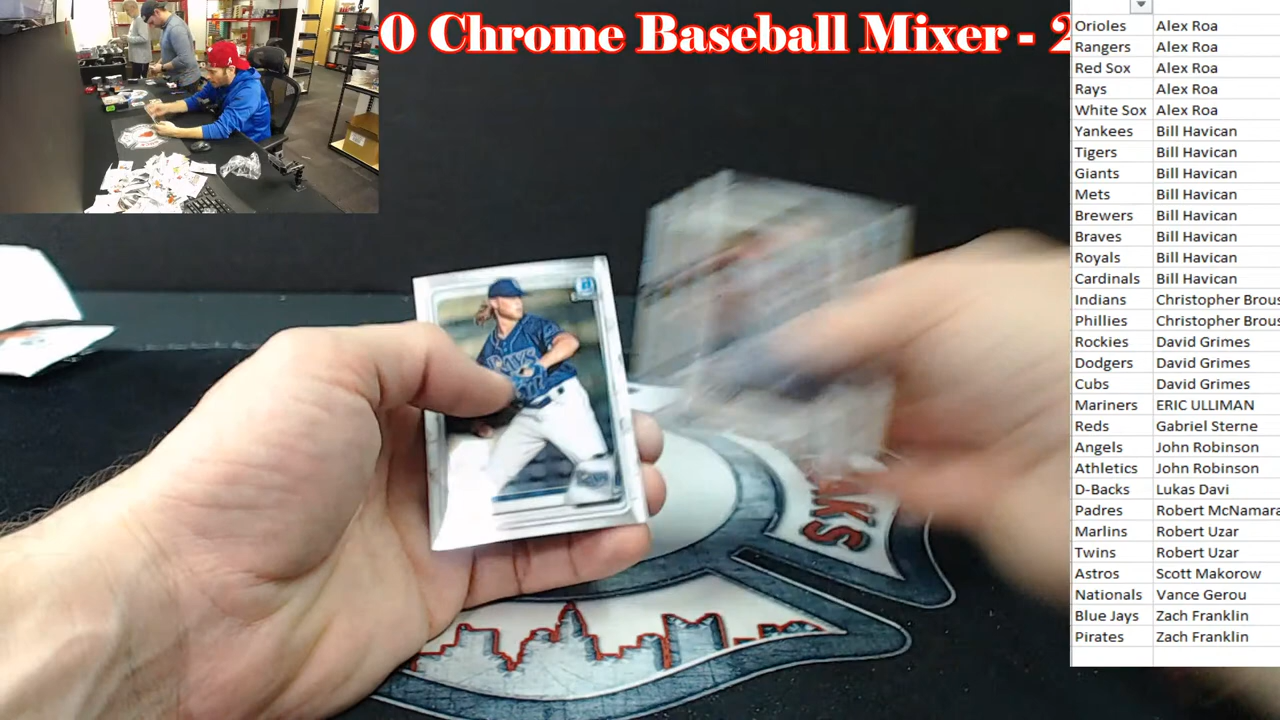 0 Chrome Baseball Mixer - 2
Orioles Alex Roa
Rangers Alex Roa
Red Sox Alex Roa
Rays Alex Roa
White Sox Alex Roa
Yankees Bill Havican
Tigers Bill Havican
Giants Bill Havican
Mets Bill Havican
Brewers Bill Havican
Braves Bill Havican
Royals Bill Havican
Cardinals Bill Havican
Indians Christopher Brous
Phillies Christopher Brous
Rockies David Grimes
Dodgers David Grimes
Cubs David Grimes
Mariners ERIC ULLIMAN
Reds Gabriel Sterne
Angels John Robinson
Athletics John Robinson
D-Backs Lukas Davi
Padres Robert McNamara
Marlins Robert Uzar
Twins Robert Uzar
Astros Scott Makorow
Nationals Vance Gerou
Blue Jays Zach Franklin
Pirates Zach Franklin
RAYS
AKS